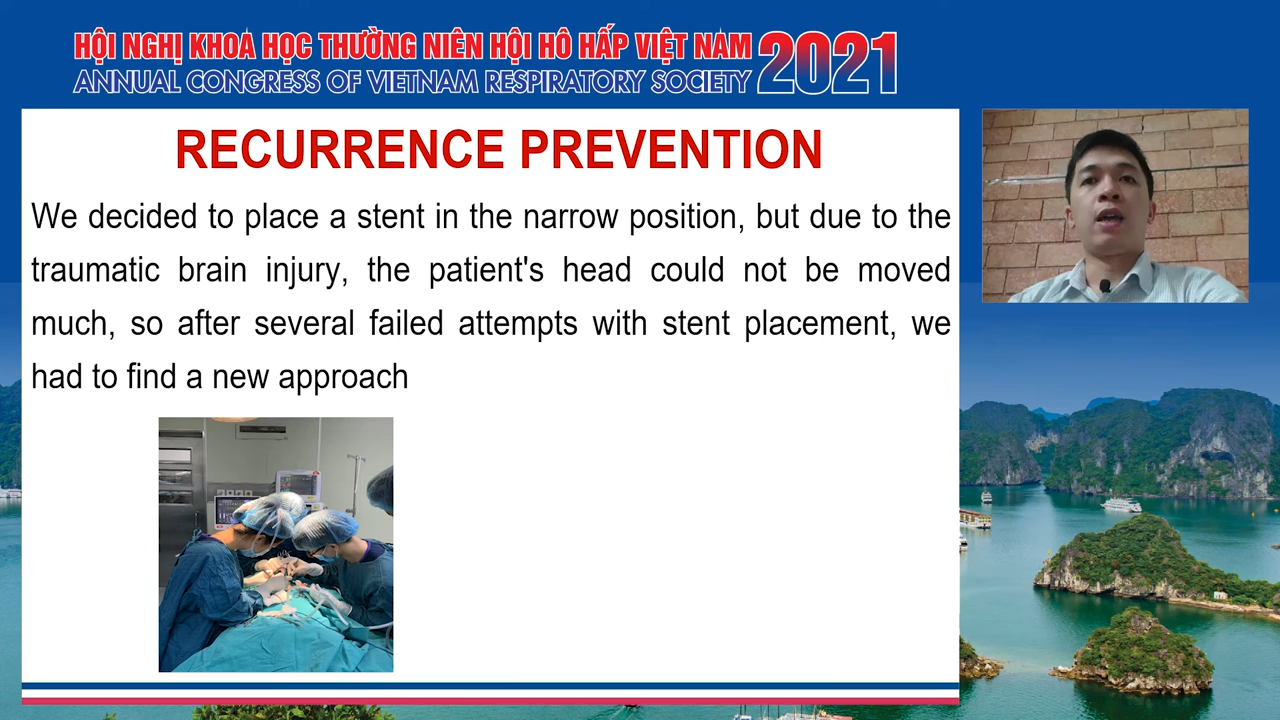 HỘI NGHỊ KHOA HỌC THƯỜNG NIÊN HỘI HÔ HẤP VIỆT NAM 2021
ANNUAL CONGRESS OF VIETNAM RESPIRATORY SOCIETY
RECURRENCE PREVENTION
We decided to place a stent in the narrow position, but due to the
traumatic brain injury, the patient's head could not be moved
much, so after several failed attempts with stent placement, we
had to find a new approach